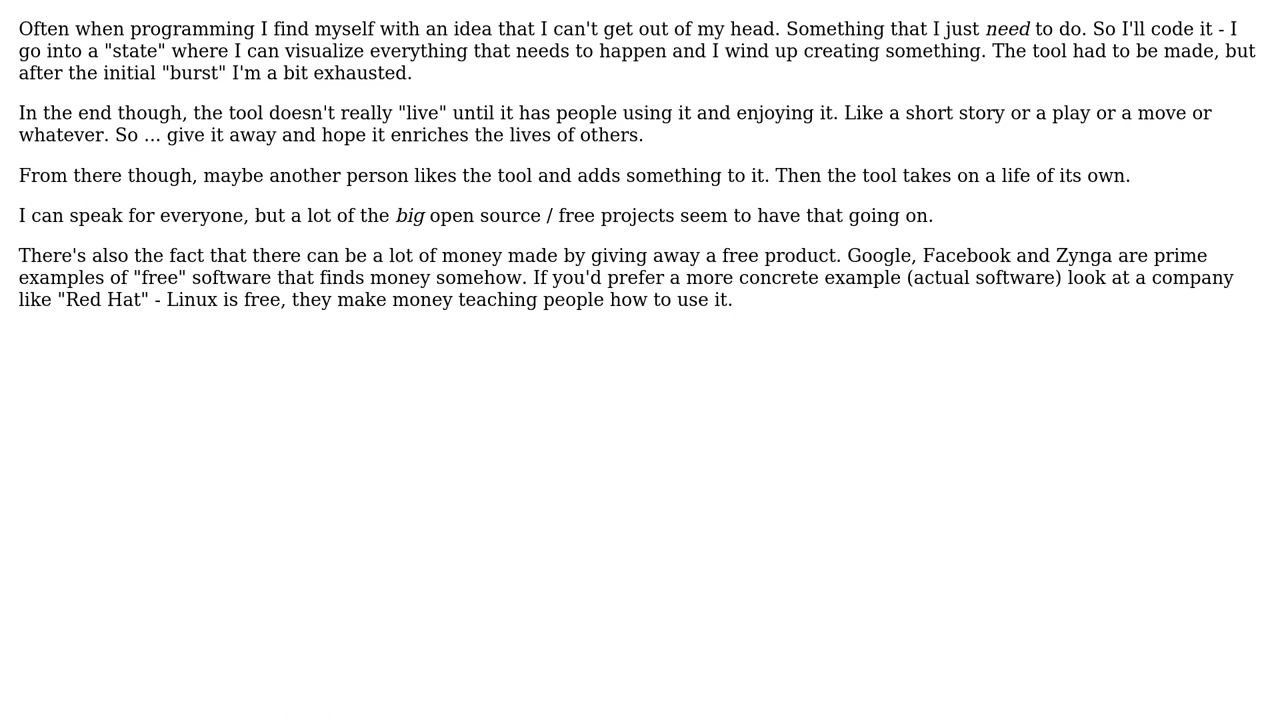 Often when programming I find myself with an idea that I can't get out of my head. Something that I just need to do. So I'll code it - I
go into a "state" where I can visualize everything that needs to happen and I wind up creating something. The tool had to be made, but
after the initial "burst" I'm a bit exhausted.
In the end though, the tool doesn't really "live" until it has people using it and enjoying it. Like a short story or a play or a move or
whatever. So ... give it away and hope it enriches the lives of others.
From there though, maybe another person likes the tool and adds something to it. Then the tool takes on a life of its own.
I can speak for everyone, but a lot of the big open source / free projects seem to have that going on.
There's also the fact that there can be a lot of money made by giving away a free product. Google, Facebook and Zynga are prime
examples of "free" software that finds money somehow. If you'd prefer a more concrete example (actual software) look at a company
like "Red Hat" - Linux is free, they make money teaching people how to use it.